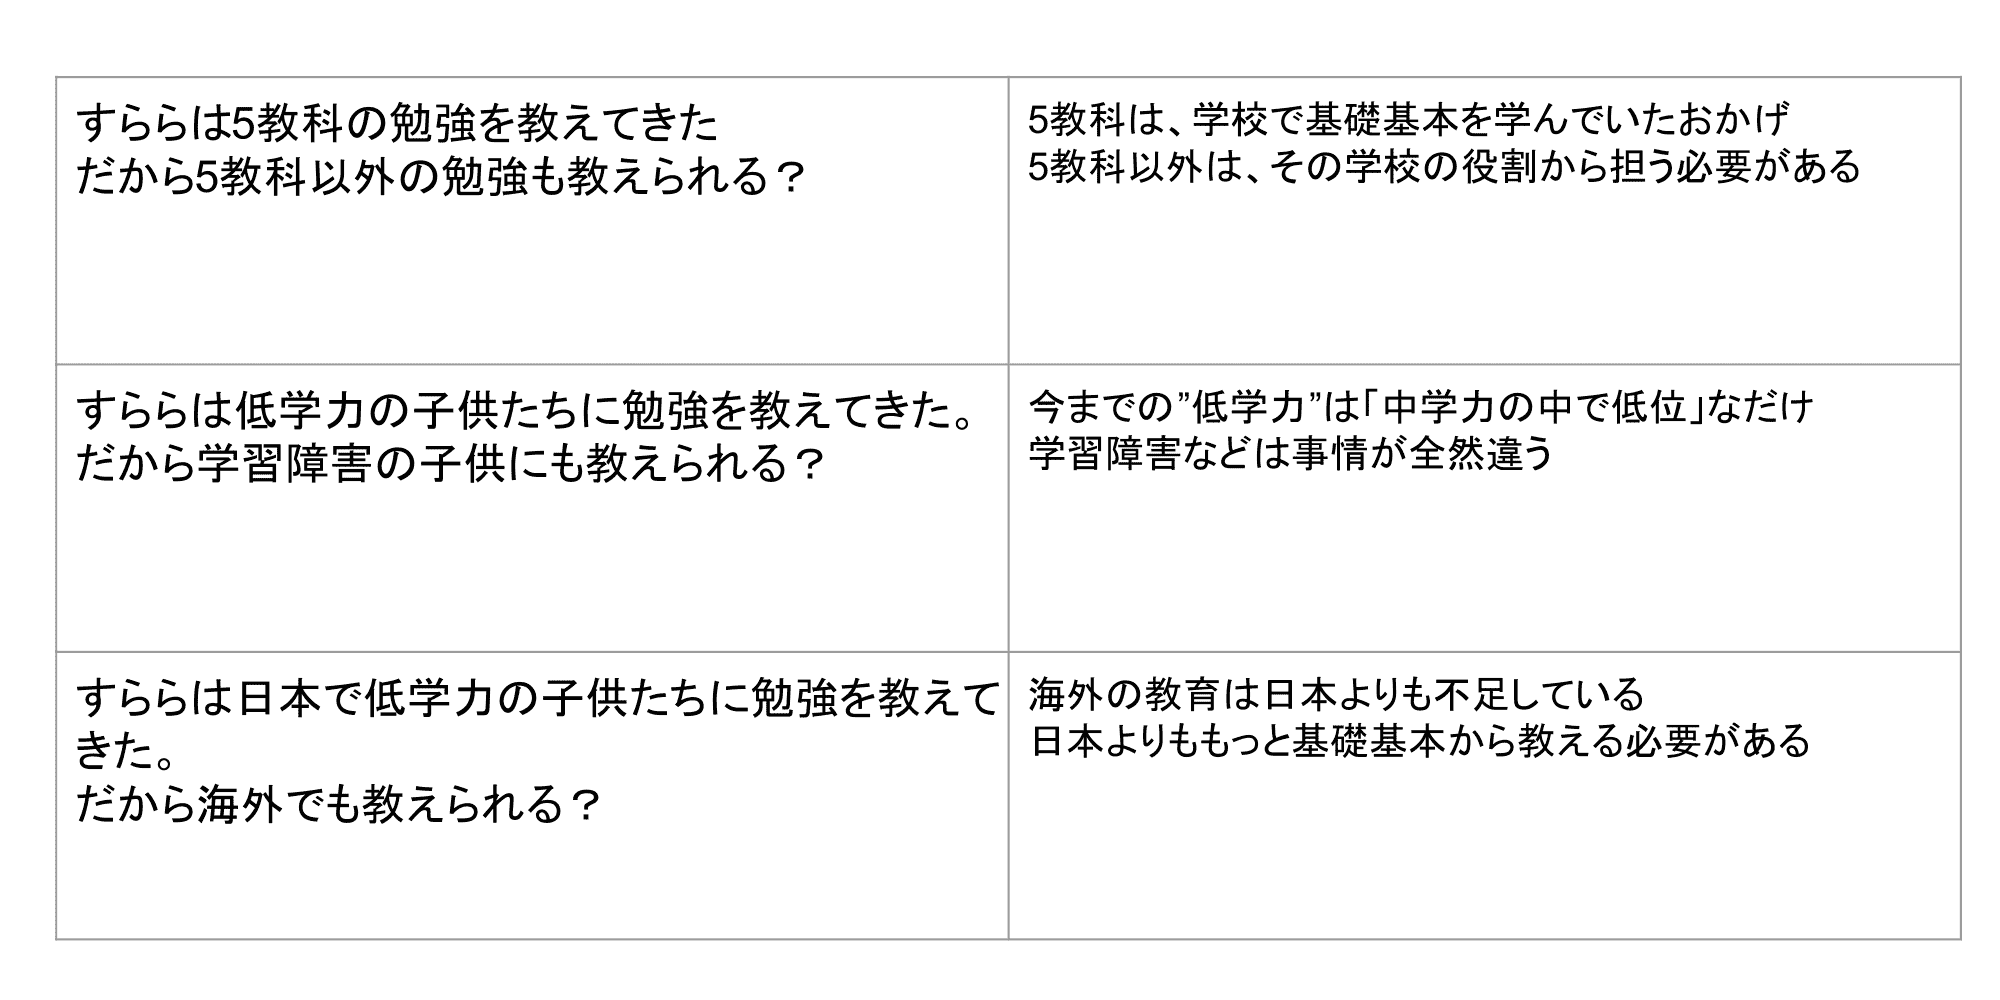 すららは5教科の勉強を教えてきた
だから5教科以外の勉強も教えられる？
5教科は、学校で基礎基本を学んでいたおかげ
5教科以外は、その学校の役割から担う必要がある
すららは低学力の子供たちに勉強を教えてきた。
だから学習障害の子供にも教えられる？
今までの”低学力”は「中学力の中で低位」なだけ
学習障害などは事情が全然違う
すららは日本で低学力の子供たちに勉強を教えて
きた。
だから海外でも教えられる？
海外の教育は日本よりも不足している
日本よりももっと基礎基本から教える必要がある